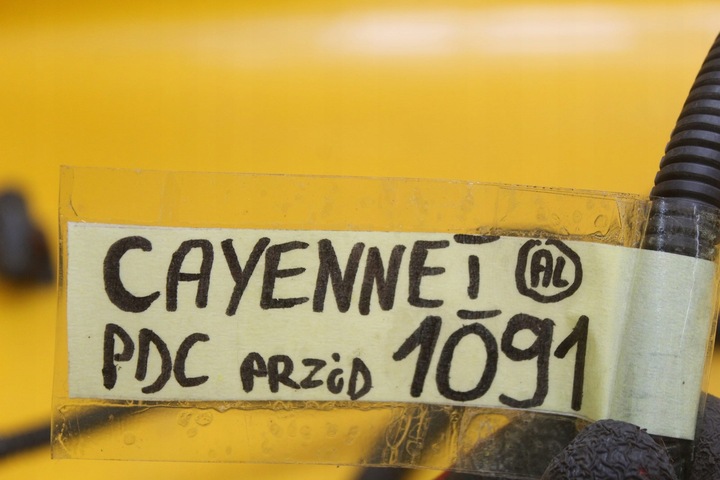 CAYENNE I AL
PDC PRZÓD 1091